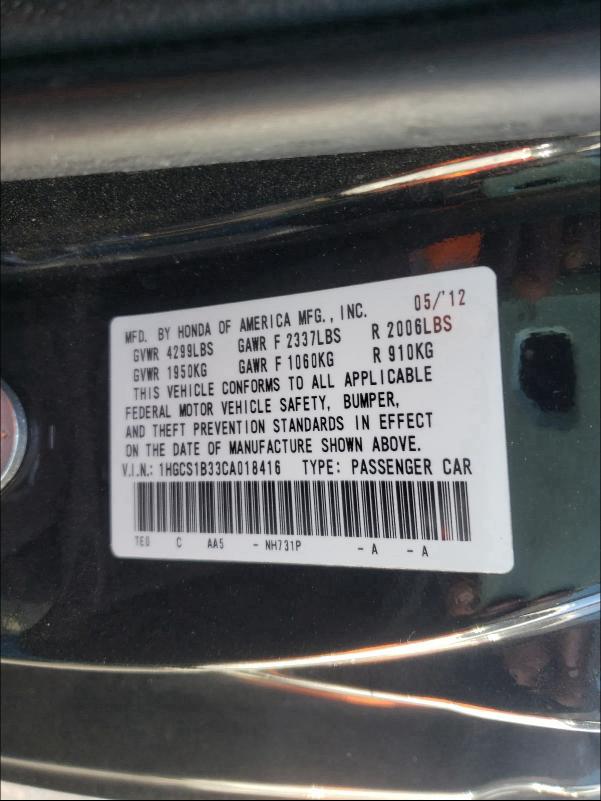 MFD. BY HONDA OF AMERICA MFG., INC. 05/'12
GVWR 4299LBS GAWR F 2337LBS R 2006LBS
GVWR 1950KG GAWR F 1060KG R 910KG
THIS VEHICLE CONFORMS TO ALL APPLICABLE
FEDERAL MOTOR VEHICLE SAFETY, BUMPER,
AND THEFT PREVENTION STANDARDS IN EFFECT
ON THE DATE OF MANUFACTURE SHOWN ABOVE.
V.I.N.: 1HGCS1B33CA018416 TYPE: PASSENGER CAR
TE0 C AA5 - NH731P - A - A